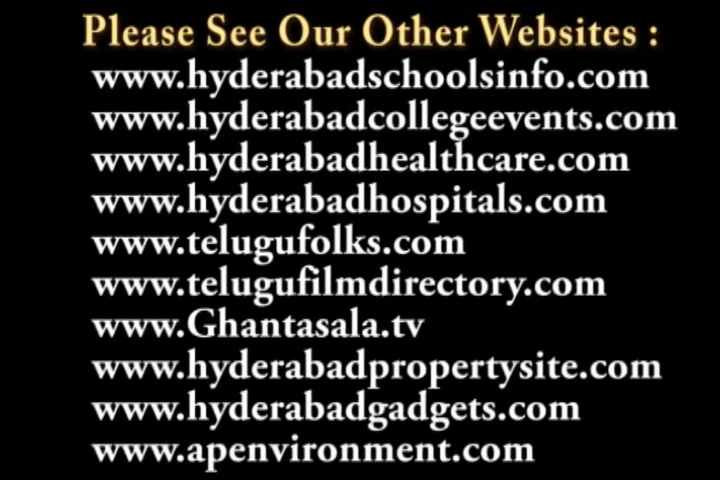 Please See Our Other Websites :
www.hyderabadschoolsinfo.com
www.hyderabadcollegeevents.com
www.hyderabadhealthcare.com
www.hyderabadhospitals.com
www.telugufolks.com
www.telugufilmdirectory.com
www.Ghantasala.tv
www.hyderabadpropertysite.com
www.hyderabadgadgets.com
www.apenvironment.com